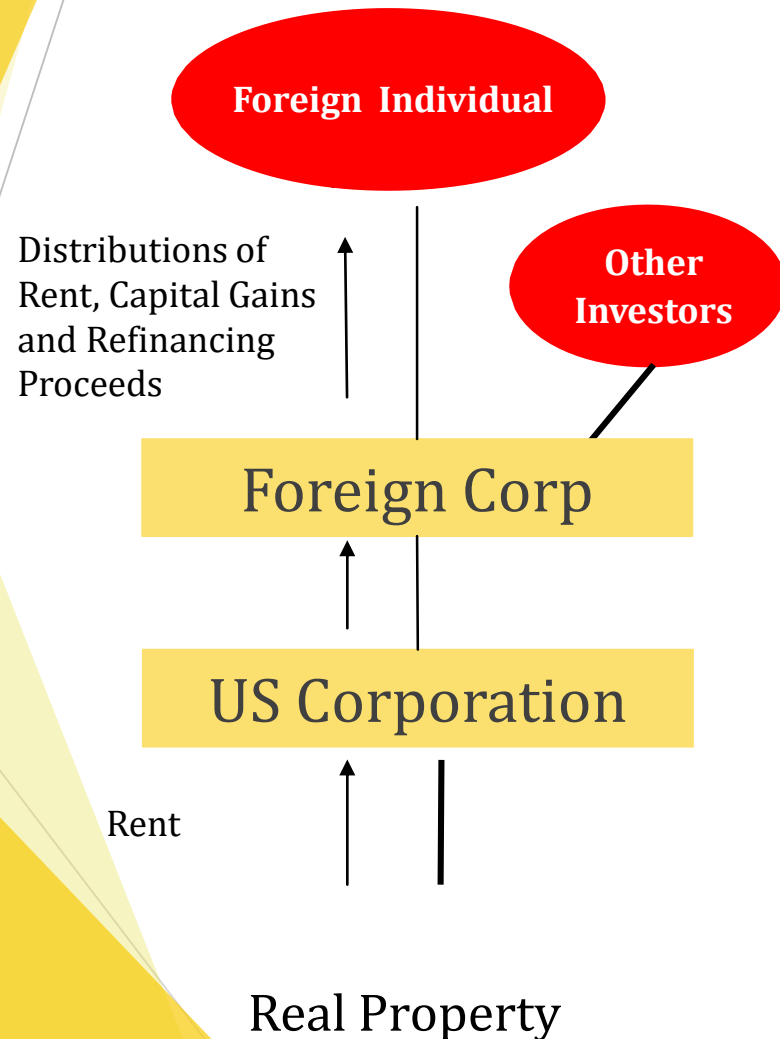 Foreign Individual
Distributions of
Rent, Capital Gains
and Refinancing
Proceeds
Other
Investors
Foreign Corp
US Corporation
Rent
Real Property